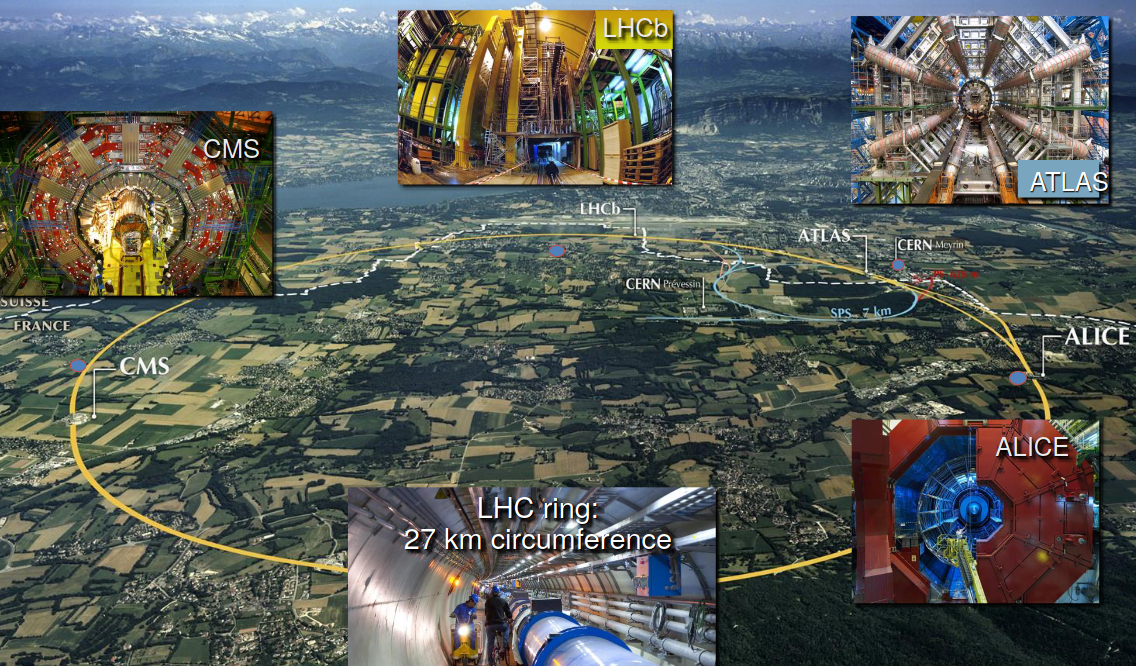 LHCb
ATLAS
CMS
LHCb
ATLAS
CERN Meyrin
CERN Prévessin
SPS 7 km
SUISSE
FRANCE
CMS
ALICE
ALICE
LHC ring:
27 km circumference